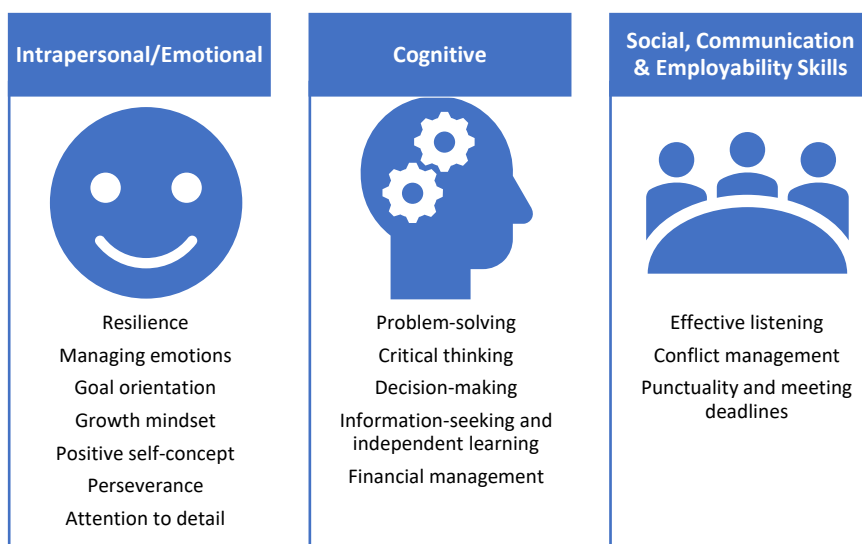 Intrapersonal/Emotional
Resilience
Managing emotions
Goal orientation
Growth mindset
Positive self-concept
Perseverance
Attention to detail
Cognitive
Problem-solving
Critical thinking
Decision-making
Information-seeking and
independent learning
Financial management
Social, Communication
& Employability Skills
Effective listening
Conflict management
Punctuality and meeting
deadlines